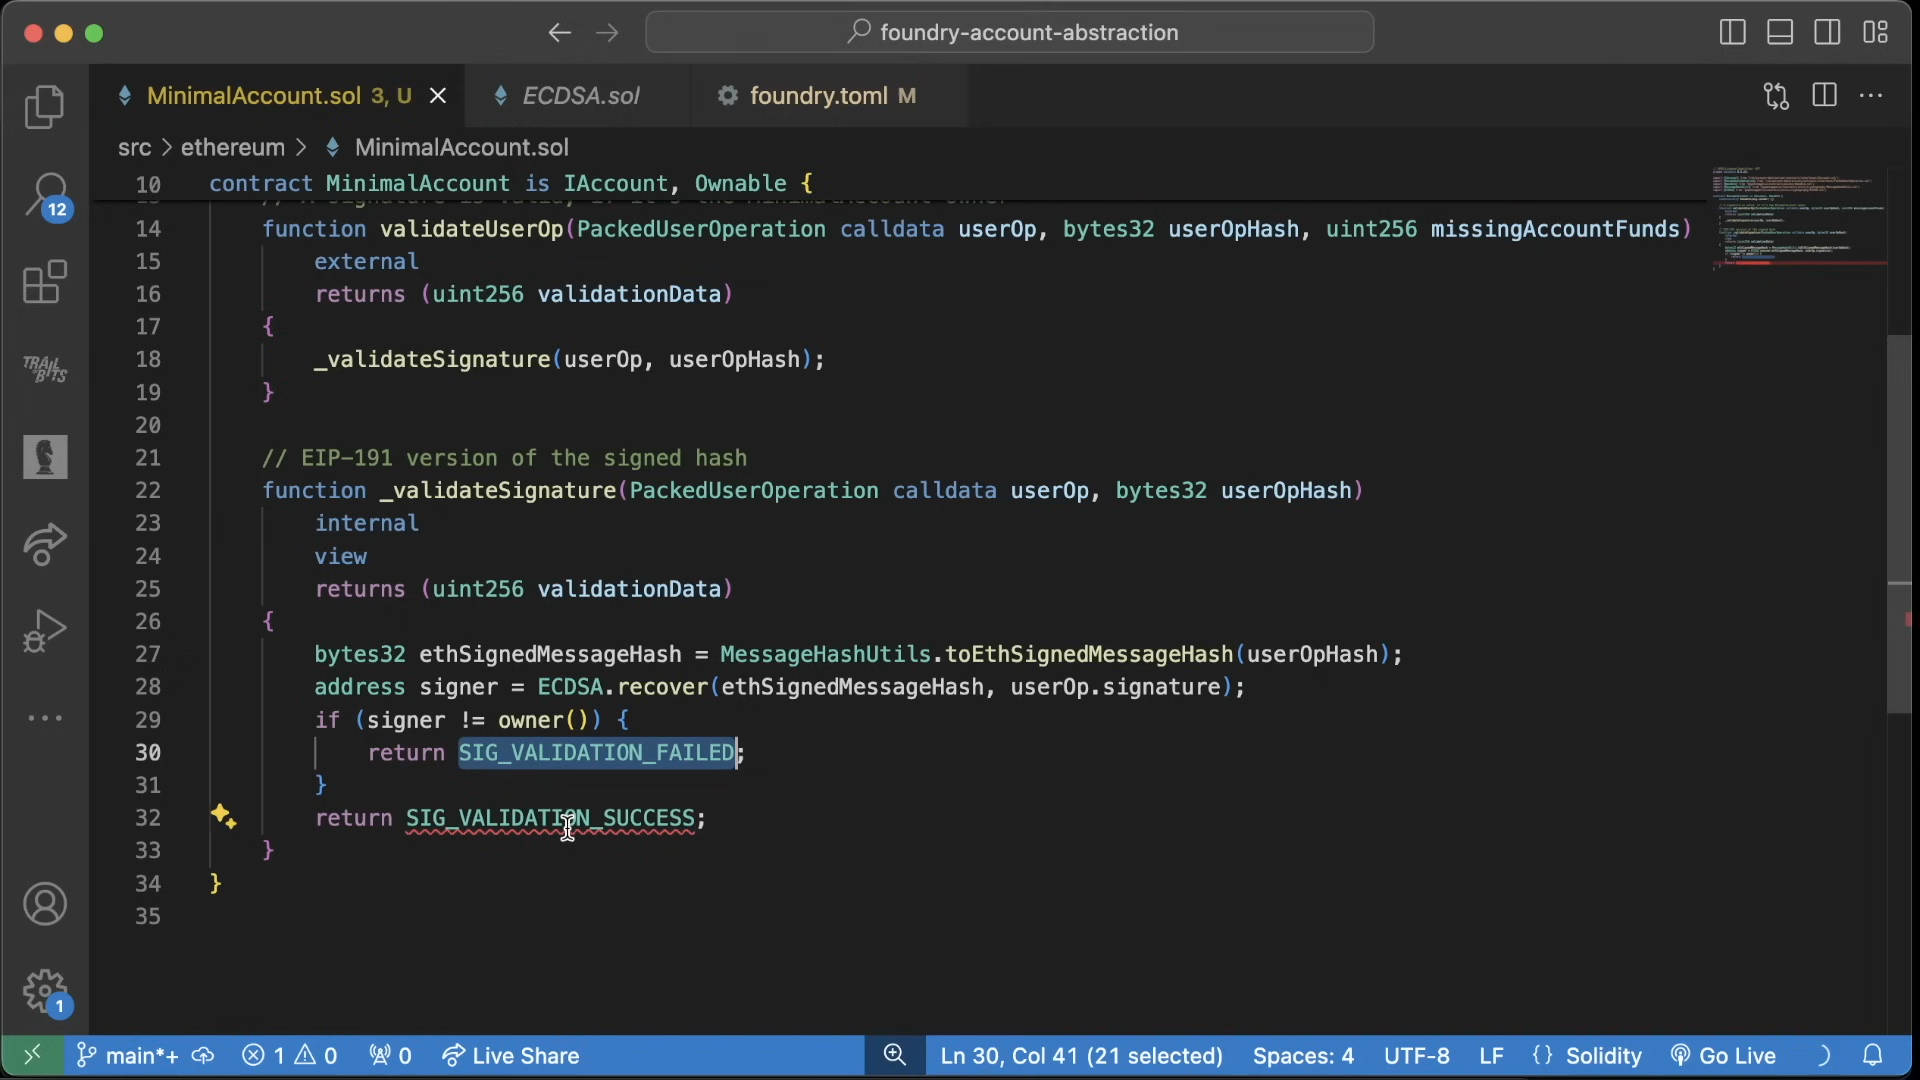 foundry-account-abstraction
MinimalAccount.sol 3, U
ECDSA.sol
foundry.toml M
src > ethereum > MinimalAccount.sol
10 contract MinimalAccount is IAccount, Ownable {
14 function validateUserOp(PackedUserOperation calldata userOp, bytes32 userOpHash, uint256 missingAccountFunds)
15 external
16 returns (uint256 validationData)
17 {
18 _validateSignature(userOp, userOpHash);
19 }
20
21 // EIP-191 version of the signed hash
22 function _validateSignature(PackedUserOperation calldata userOp, bytes32 userOpHash)
23 internal
24 view
25 returns (uint256 validationData)
26 {
27 bytes32 ethSignedMessageHash = MessageHashUtils.toEthSignedMessageHash(userOpHash);
28 address signer = ECDSA.recover(ethSignedMessageHash, userOp.signature);
29 if (signer != owner()) {
30 return SIG_VALIDATION_FAILED;
31 }
32 return SIG_VALIDATION_SUCCESS;
33 }
34 }
35
12
TRAIL OF BITS
1
main*+ 1 0 0 Live Share Ln 30, Col 41 (21 selected) Spaces: 4 UTF-8 LF {} Solidity Go Live